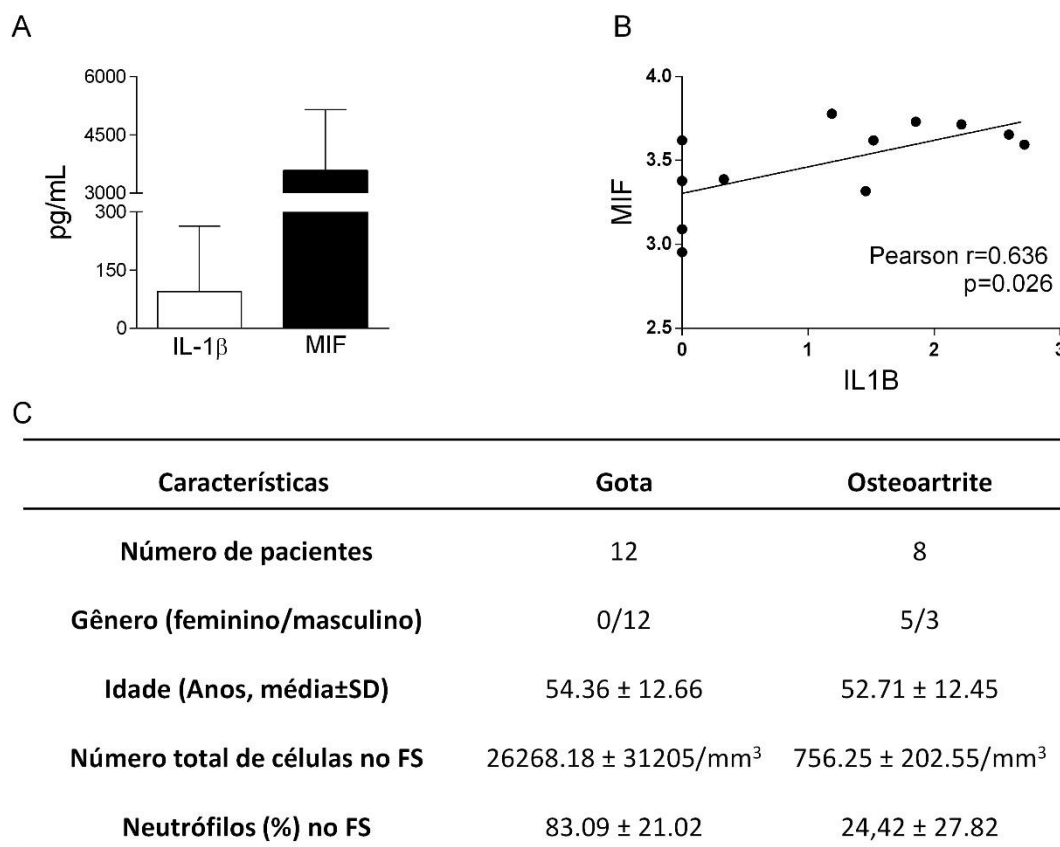 A
6000
4500
3000
300
150
0
pg/mL
IL-1β MIF
B
4.0
3.5
3.0
2.5
MIF
Pearson r=0.636
p=0.026
0 1 2 3
IL1B
C
Características Gota Osteoartrite
Número de pacientes 12 8
Gênero (feminino/masculino) 0/12 5/3
Idade (Anos, média±SD) 54.36 ± 12.66 52.71 ± 12.45
Número total de células no FS 26268.18 ± 31205/mm³ 756.25 ± 202.55/mm³
Neutrófilos (%) no FS 83.09 ± 21.02 24,42 ± 27.82